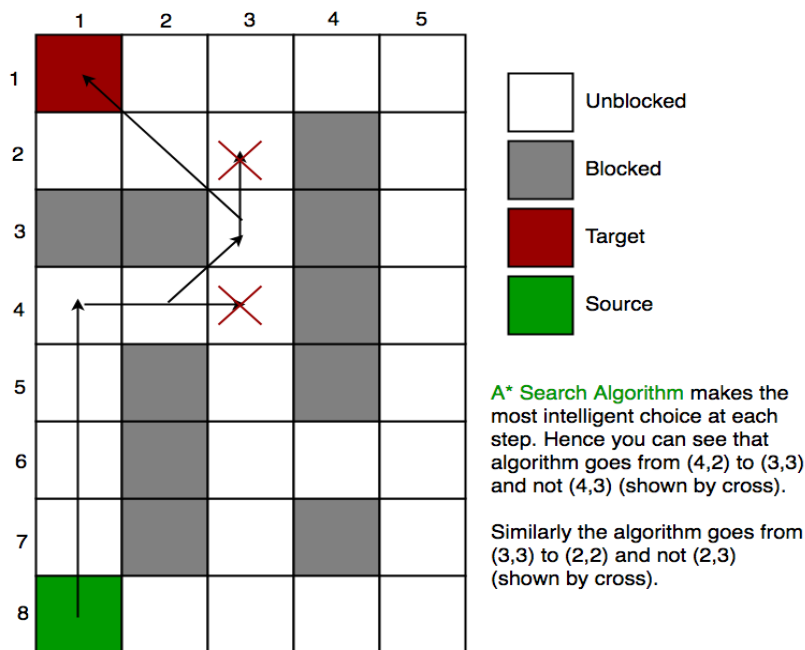 1 2 3 4 5
1
2
3
4
5
6
7
8
Unblocked
Blocked
Target
Source
A* Search Algorithm makes the
most intelligent choice at each
step. Hence you can see that
algorithm goes from (4,2) to (3,3)
and not (4,3) (shown by cross).
Similarly the algorithm goes from
(3,3) to (2,2) and not (2,3)
(shown by cross).